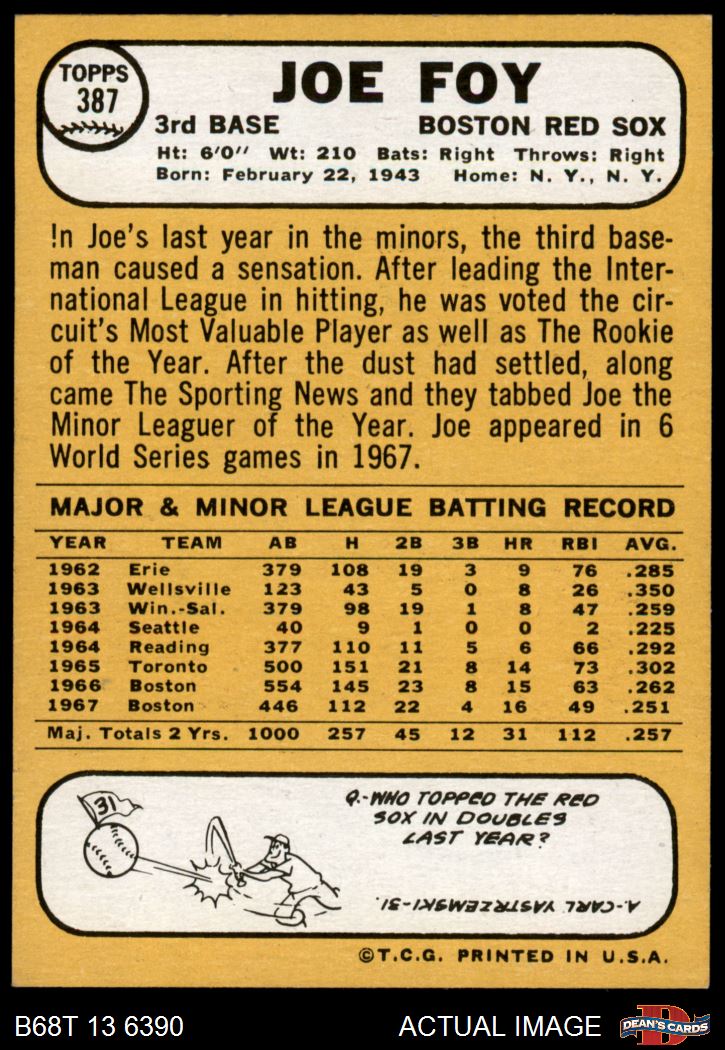 TOPPS
387
JOE FOY
3rd BASE BOSTON RED SOX
Ht: 6'0" Wt: 210 Bats: Right Throws: Right
Born: February 22, 1943 Home: N. Y., N. Y.
In Joe's last year in the minors, the third base-
man caused a sensation. After leading the Inter-
national League in hitting, he was voted the cir-
cuit's Most Valuable Player as well as The Rookie
of the Year. After the dust had settled, along
came The Sporting News and they tabbed Joe the
Minor Leaguer of the Year. Joe appeared in 6
World Series games in 1967.
MAJOR & MINOR LEAGUE BATTING RECORD
YEAR TEAM AB H 2B 3B HR RBI AVG.
1962 Erie 379 108 19 3 9 76 .285
1963 Wellsville 123 43 5 0 8 26 .350
1963 Win.-Sal. 379 98 19 1 8 47 .259
1964 Seattle 40 9 1 0 0 2 .225
1964 Reading 377 110 11 5 6 66 .292
1965 Toronto 500 151 21 8 14 73 .302
1966 Boston 554 145 23 8 15 63 .262
1967 Boston 446 112 22 4 16 49 .251
Maj. Totals 2 Yrs. 1000 257 45 12 31 112 .257
31
Q.-WHO TOPPED THE RED
SOX IN DOUBLES
LAST YEAR?
A.-CARL YASTRZEMSKI-31.
©T.C.G. PRINTED IN U.S.A.
B68T 13 6390 ACTUAL IMAGE
D
DEAN'S CARDS